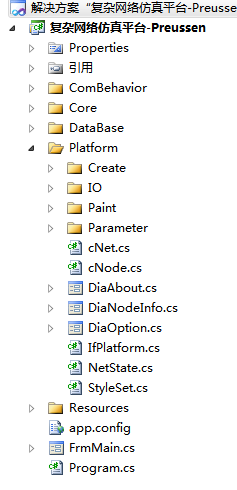 解决方案“复杂网络仿真平台-Preusse
复杂网络仿真平台-Preussen
Properties
引用
ComBehavior
Core
DataBase
Platform
Create
IO
Paint
Parameter
cNet.cs
cNode.cs
DiaAbout.cs
DiaNodeInfo.cs
DiaOption.cs
IfPlatform.cs
NetState.cs
StyleSet.cs
Resources
app.config
FrmMain.cs
Program.cs